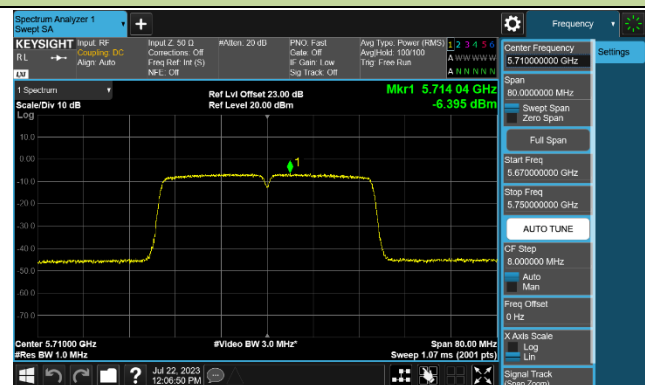 Spectrum Analyzer 1
Swept SA
Frequency
KEYSIGHT
RL
LXI
Input: RF
Coupling: DC
Align: Auto
Input Z: 50 Ω
Corrections: Off
Freq Ref: Int (S)
NFE: Off
#Atten: 20 dB
PNO: Fast
Gate: Off
IF Gain: Low
Sig Track: Off
Avg Type: Power (RMS)
Avg|Hold: 100/100
Trig: Free Run
1 2 3 4 5 6
A W W W W W
A N N N N N
1 Spectrum
Scale/Div 10 dB
Log
Ref Lvl Offset 23.00 dB
Ref Level 20.00 dBm
Mkr1 5.714 04 GHz
-6.395 dBm
1
10.0
0.00
-10.0
-20.0
-30.0
-40.0
-50.0
-60.0
-70.0
Center 5.71000 GHz
#Res BW 1.0 MHz
#Video BW 3.0 MHz*
Span 80.00 MHz
Sweep 1.07 ms (2001 pts)
Jul 22, 2023
12:06:50 PM
Center Frequency
5.710000000 GHz
Span
80.0000000 MHz
Swept Span
Zero Span
Full Span
Start Freq
5.670000000 GHz
Stop Freq
5.750000000 GHz
AUTO TUNE
CF Step
8.000000 MHz
Auto
Man
Freq Offset
0 Hz
X Axis Scale
Log
Lin
Signal Track
(Span Zoom)
Settings